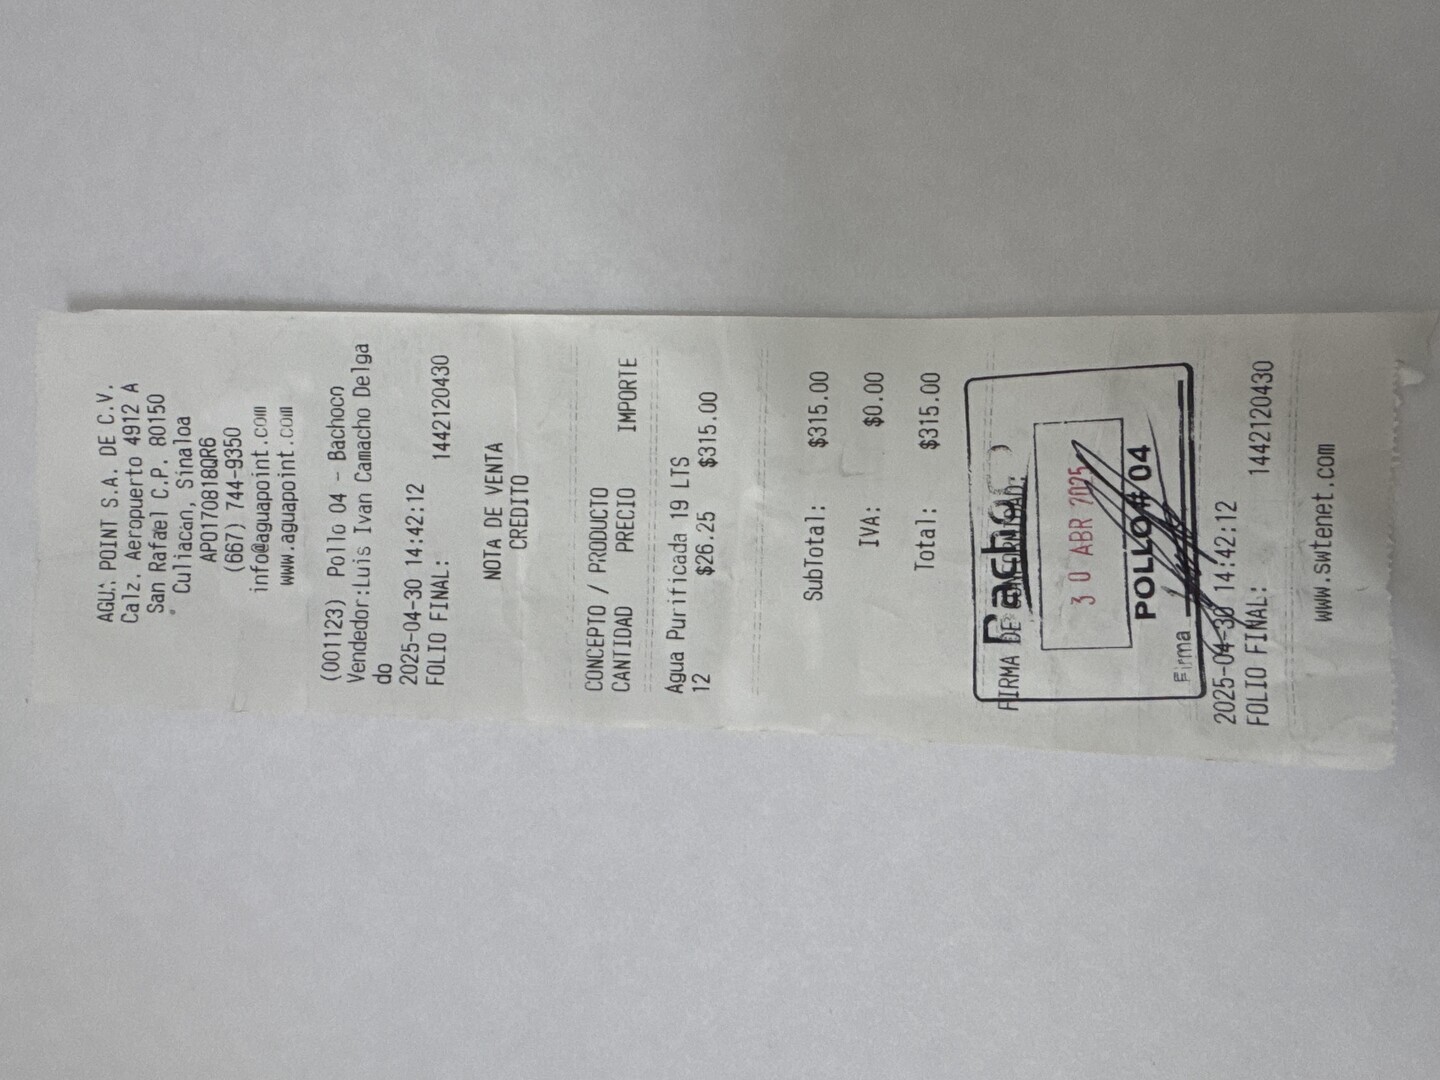 AGUA POINT S.A. DE C.V.
Calz. Aeropuerto 4912 A
San Rafael C.P. 80150
Culiacan, Sinaloa
APO170818QR6
(667) 744-9350
info@aguapoint.com
www.aguapoint.com
(001123) Pollo 04 - Bachoco
Vendedor:Luis Ivan Camacho Delga
do
2025-04-30 14:42:12
FOLIO FINAL: 1442120430
NOTA DE VENTA
CREDITO
CONCEPTO / PRODUCTO
CANTIDAD PRECIO IMPORTE
Agua Purificada 19 LTS
12 $26.25 $315.00
SubTotal: $315.00
IVA: $0.00
Total: $315.00
FIRMA DE CONFORMIDAD:
30 ABR 2025
POLLO # 04
Firma
2025-04-30 14:42:12
FOLIO FINAL: 1442120430
www.swtenet.com